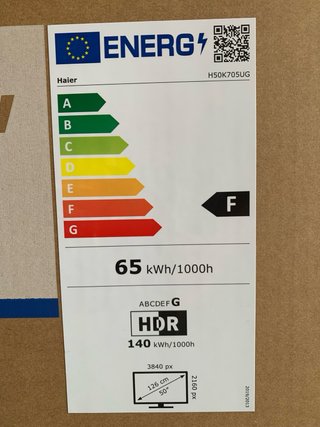 ENERG
Haier H50K705UG
A
B
C
D
E
F
G
F
65 kWh/1000h
ABCDEFG
HDR
140 kWh/1000h
3840 px
2160 px
126 cm
50"
2019/2013